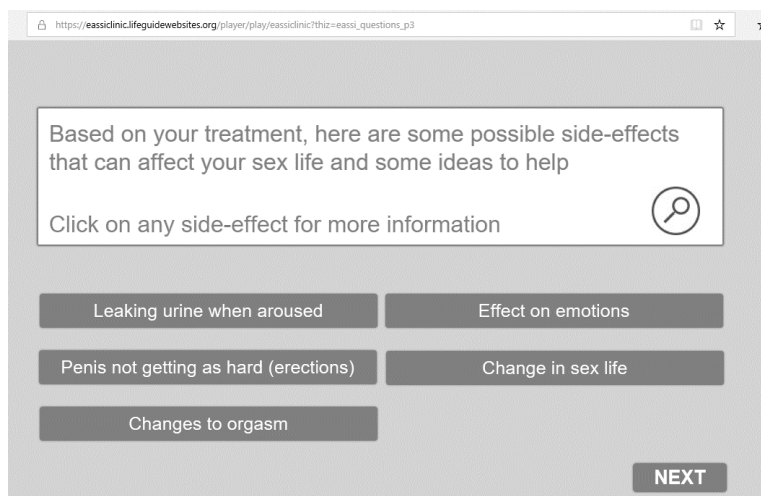 https://eassiclinic.lifeguidewebsites.org/player/play/eassiclinic?thiz=eassi_questions_p3
Based on your treatment, here are some possible side-effects
that can affect your sex life and some ideas to help
Click on any side-effect for more information
Leaking urine when aroused
Effect on emotions
Penis not getting as hard (erections)
Change in sex life
Changes to orgasm
NEXT